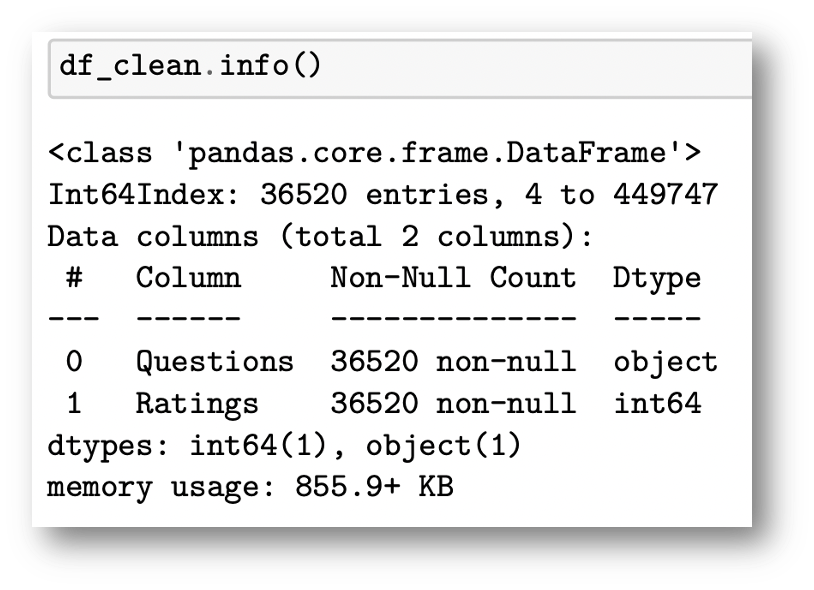 df_clean.info()
<class 'pandas.core.frame.DataFrame'>
Int64Index: 36520 entries, 4 to 449747
Data columns (total 2 columns):
 #   Column     Non-Null Count  Dtype
---  ------     --------------  -----
 0   Questions  36520 non-null  object
 1   Ratings    36520 non-null  int64
dtypes: int64(1), object(1)
memory usage: 855.9+ KB